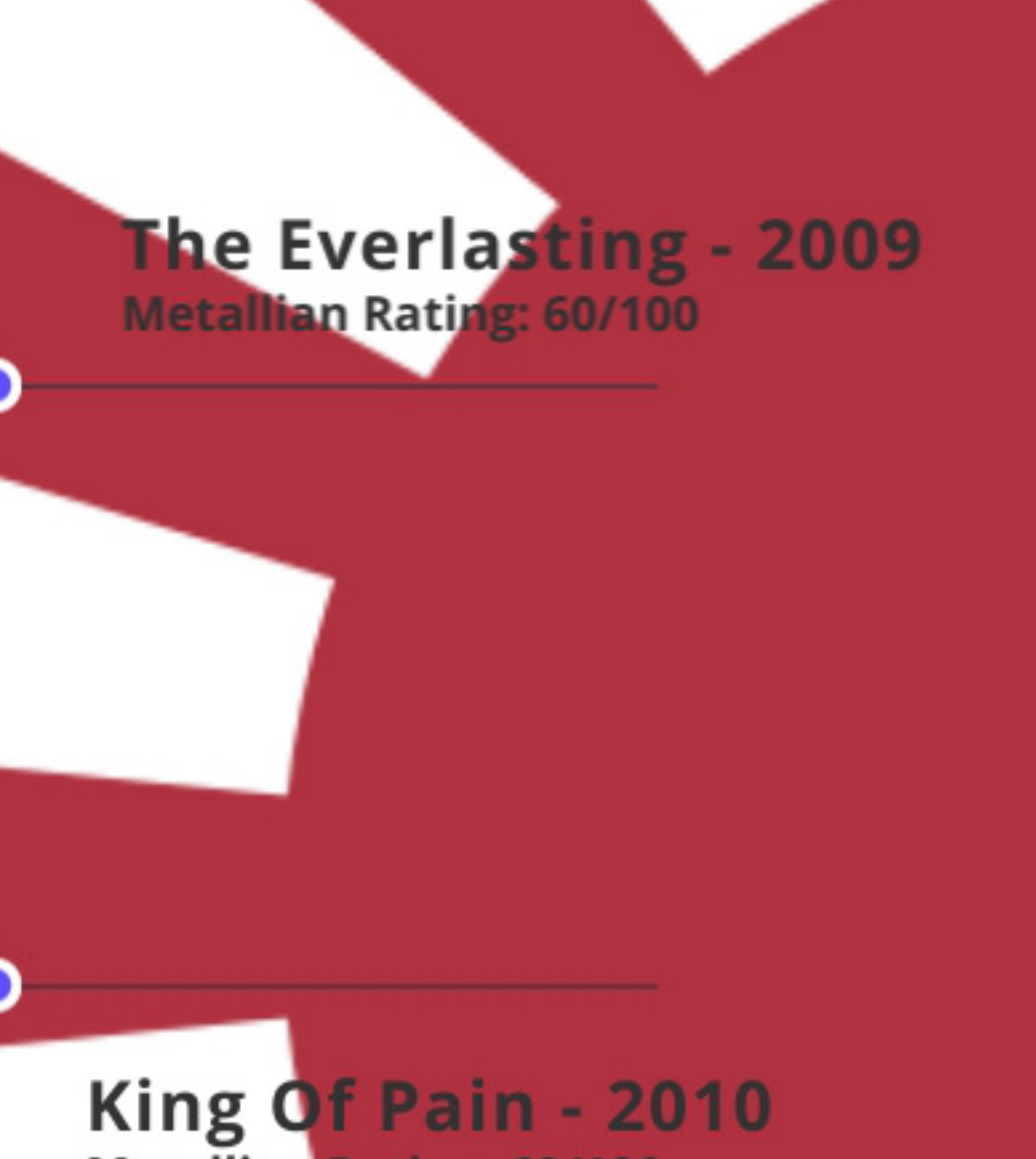 The Everlasting - 2009
Metallian Rating: 60/100
King Of Pain - 2010